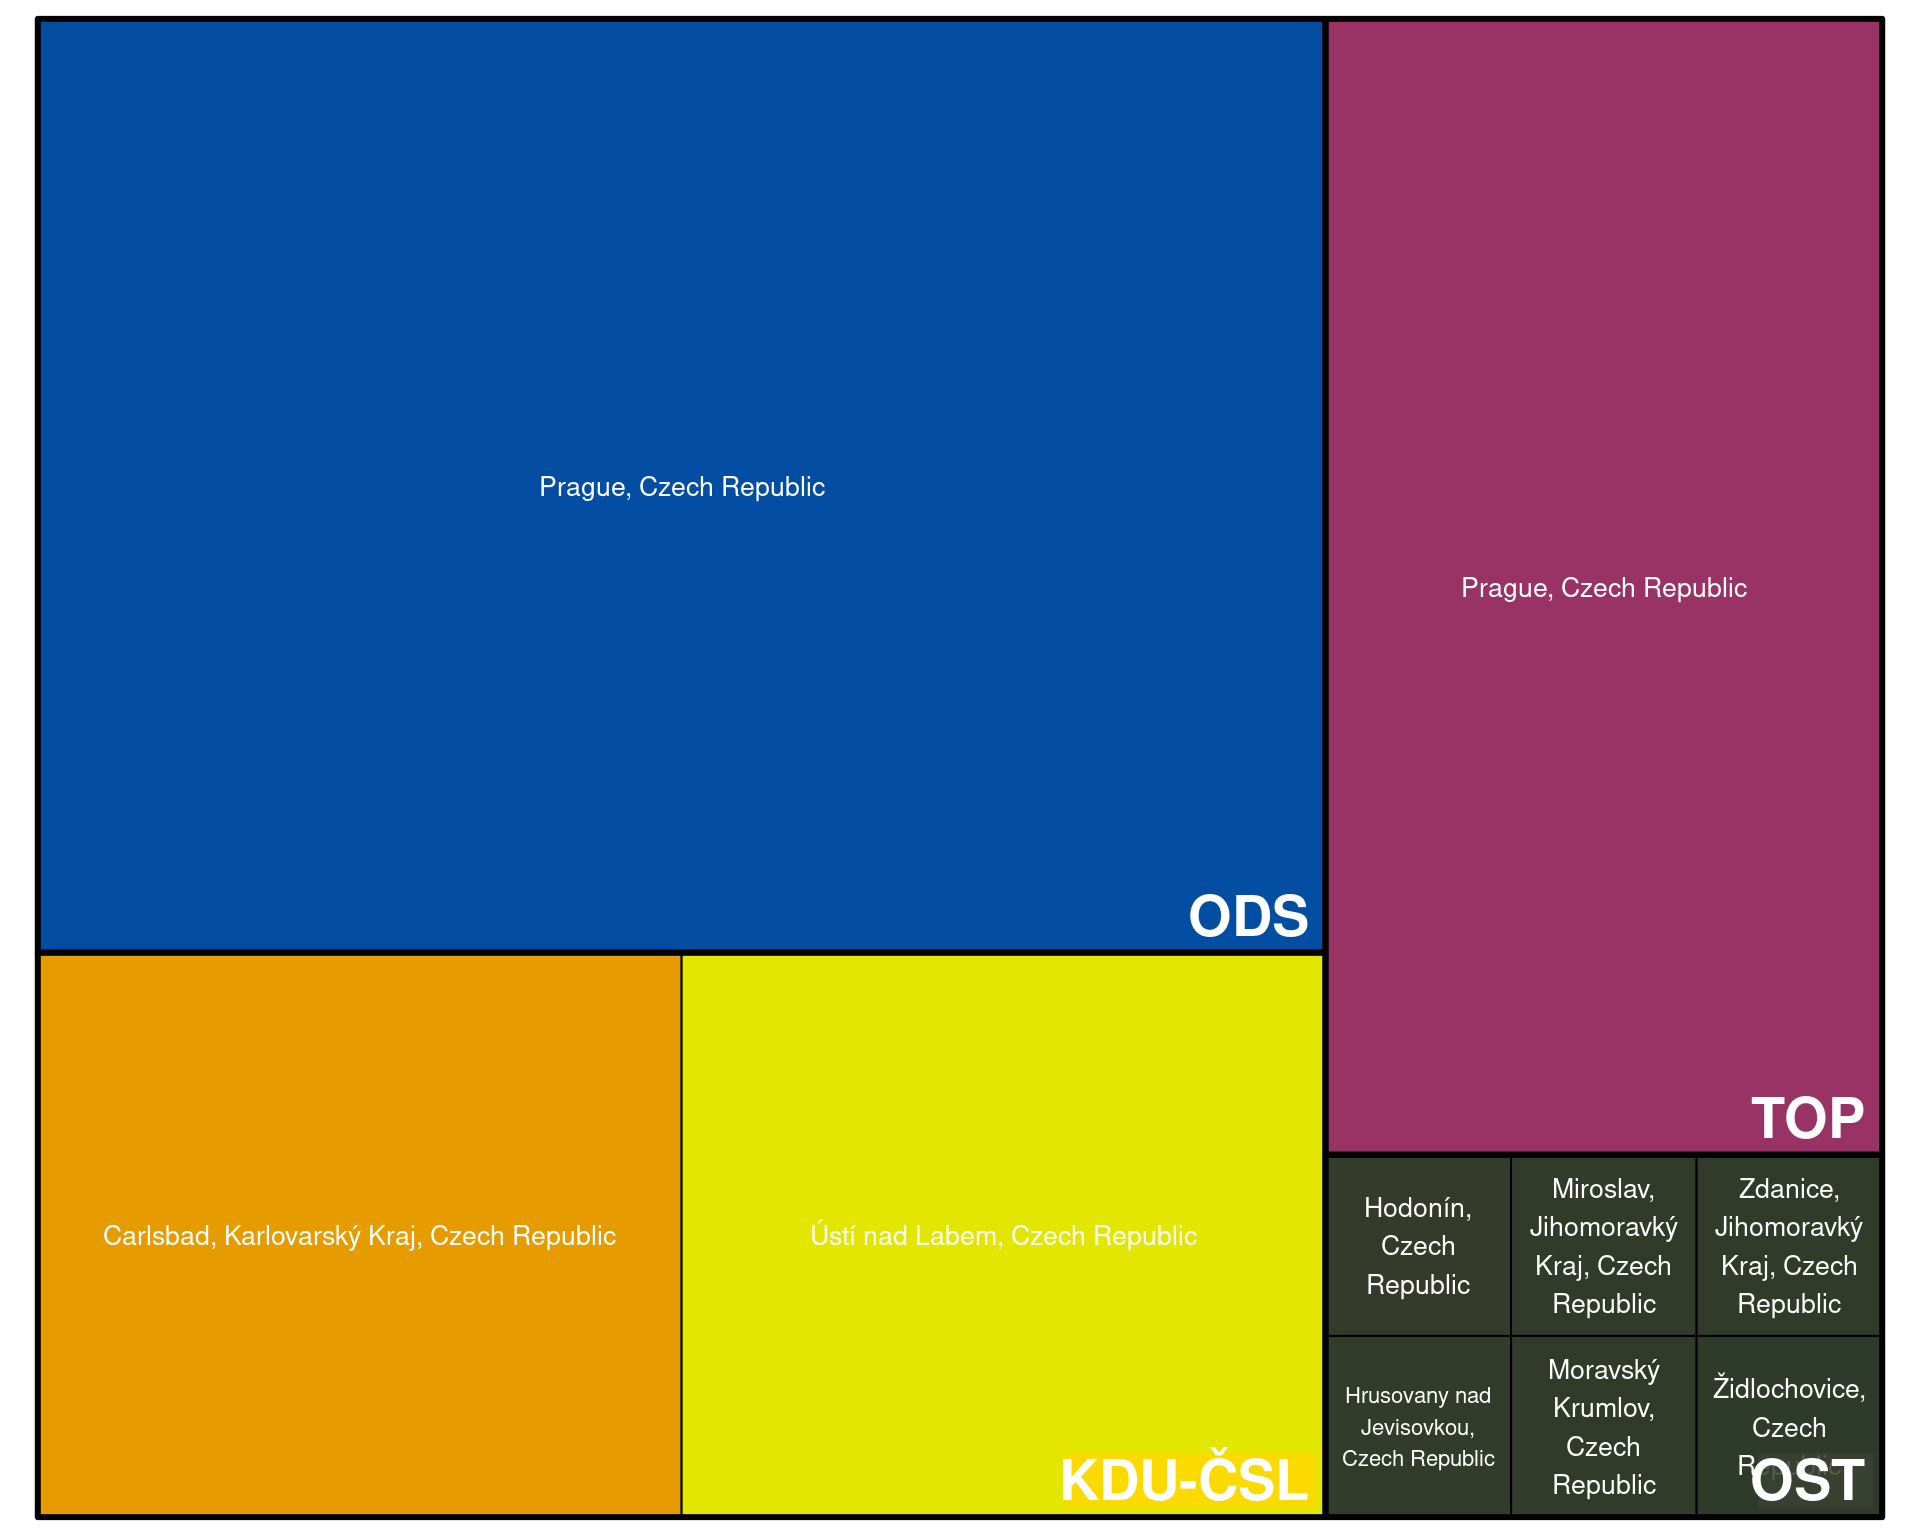 Prague, Czech Republic
ODS
Prague, Czech Republic
TOP
Carlsbad, Karlovarský Kraj, Czech Republic
Ústí nad Labem, Czech Republic
KDU-ČSL
Hodonín,
Czech
Republic
Miroslav,
Jihomoravký
Kraj, Czech
Republic
Zdanice,
Jihomoravký
Kraj, Czech
Republic
Hrusovany nad
Jevisovkou,
Czech Republic
Moravský
Krumlov,
Czech
Republic
Židlochovice,
Czech
Republic
OST